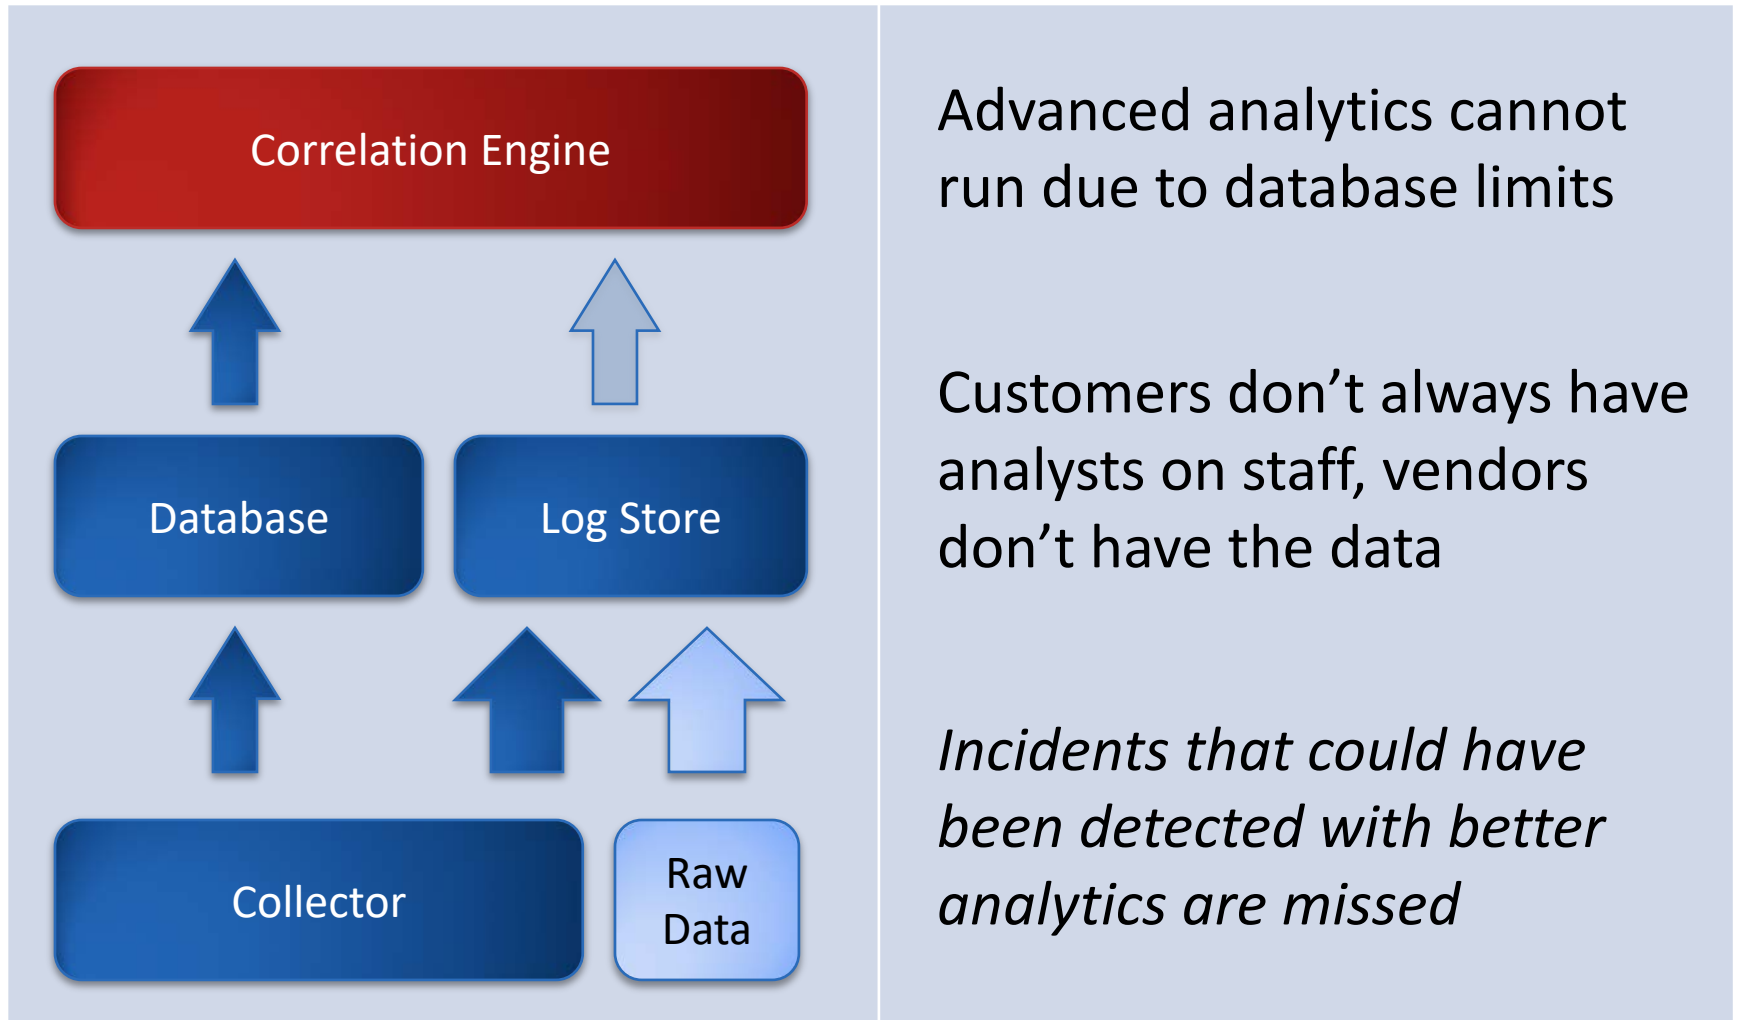 Correlation Engine
Database
Log Store
Collector
Raw
Data
Advanced analytics cannot
run due to database limits
Customers don’t always have
analysts on staff, vendors
don’t have the data
Incidents that could have
been detected with better
analytics are missed